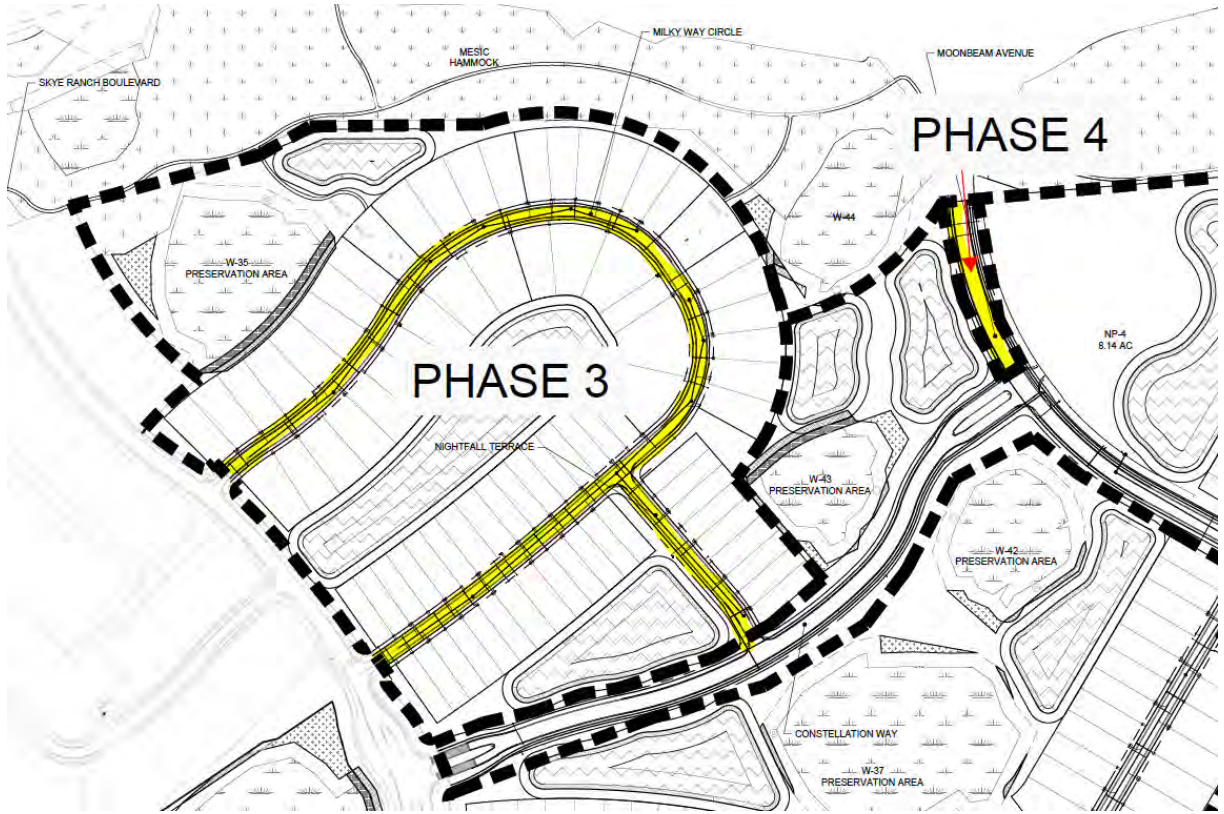 MILKY WAY CIRCLE
MESIC
HAMMOCK
MOONBEAM AVENUE
SKYE RANCH BOULEVARD
PHASE 4
W-44
W-35
PRESERVATION AREA
NP-4
8.14 AC
PHASE 3
NIGHTFALL TERRACE
W-43
PRESERVATION AREA
W-42
PRESERVATION AREA
CONSTELLATION WAY
W-37
PRESERVATION AREA